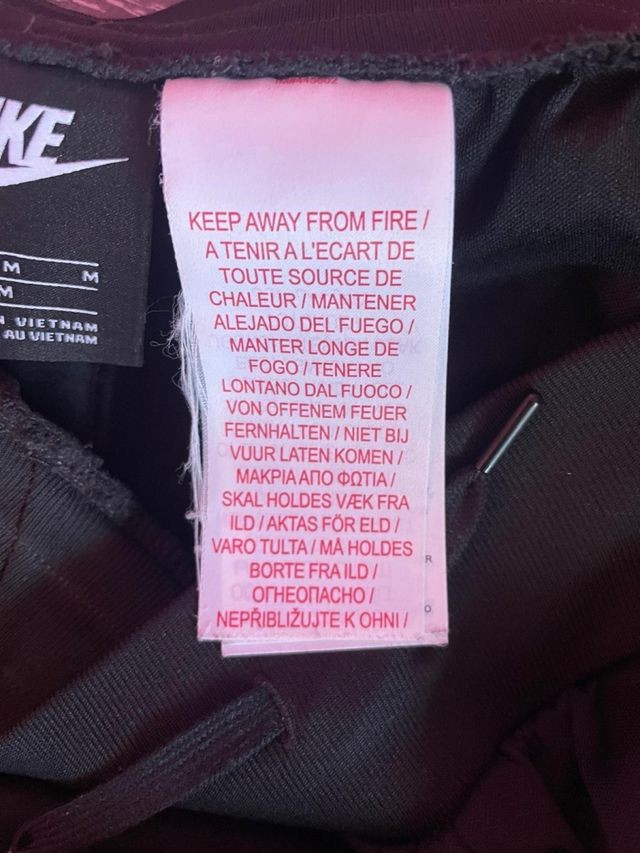 KE
M M
M
VIETNAM
AU VIETNAM
KEEP AWAY FROM FIRE /
A TENIR A L'ECART DE
TOUTE SOURCE DE
CHALEUR / MANTENER
ALEJADO DEL FUEGO /
MANTER LONGE DE
FOGO / TENERE
LONTANO DAL FUOCO /
VON OFFENEM FEUER
FERNHALTEN / NIET BIJ
VUUR LATEN KOMEN /
ΜΑΚΡΙΑ ΑΠΟ ΦΩΤΙΑ /
SKAL HOLDES VÆK FRA
ILD / AKTAS FÖR ELD /
VARO TULTA / MÅ HOLDES
BORTE FRA ILD /
ОГНЕОПАСНО /
NEPŘIBLIŽUJTE K OHNI /
R
O